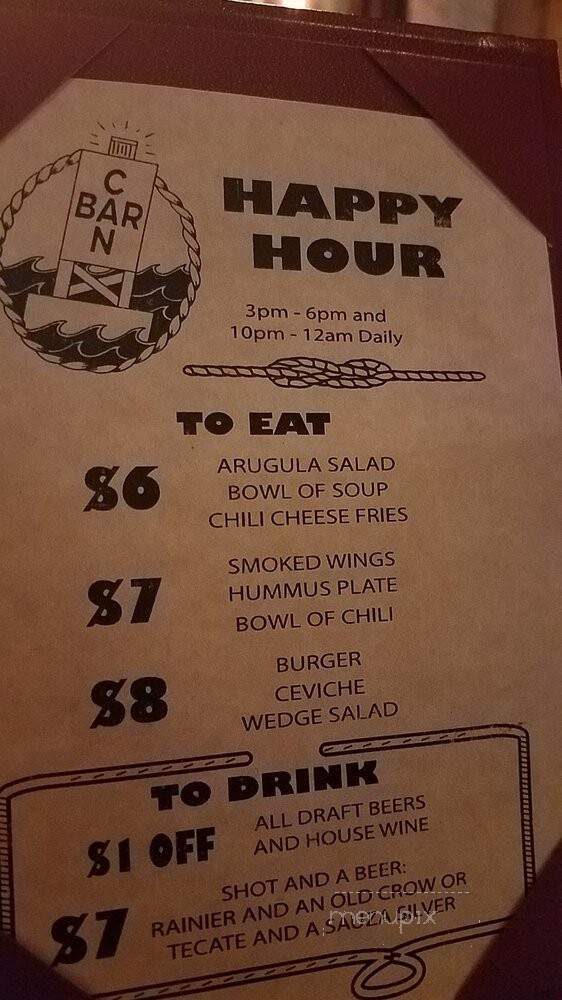 C
BAR
N
HAPPY
HOUR
3pm - 6pm and
10pm - 12am Daily
TO EAT
$6
ARUGULA SALAD
BOWL OF SOUP
CHILI CHEESE FRIES
$7
SMOKED WINGS
HUMMUS PLATE
BOWL OF CHILI
$8
BURGER
CEVICHE
WEDGE SALAD
TO DRINK
$1 OFF
ALL DRAFT BEERS
AND HOUSE WINE
$7
SHOT AND A BEER:
RAINIER AND AN OLD CROW OR
TECATE AND A SAUZA SILVER
menupix